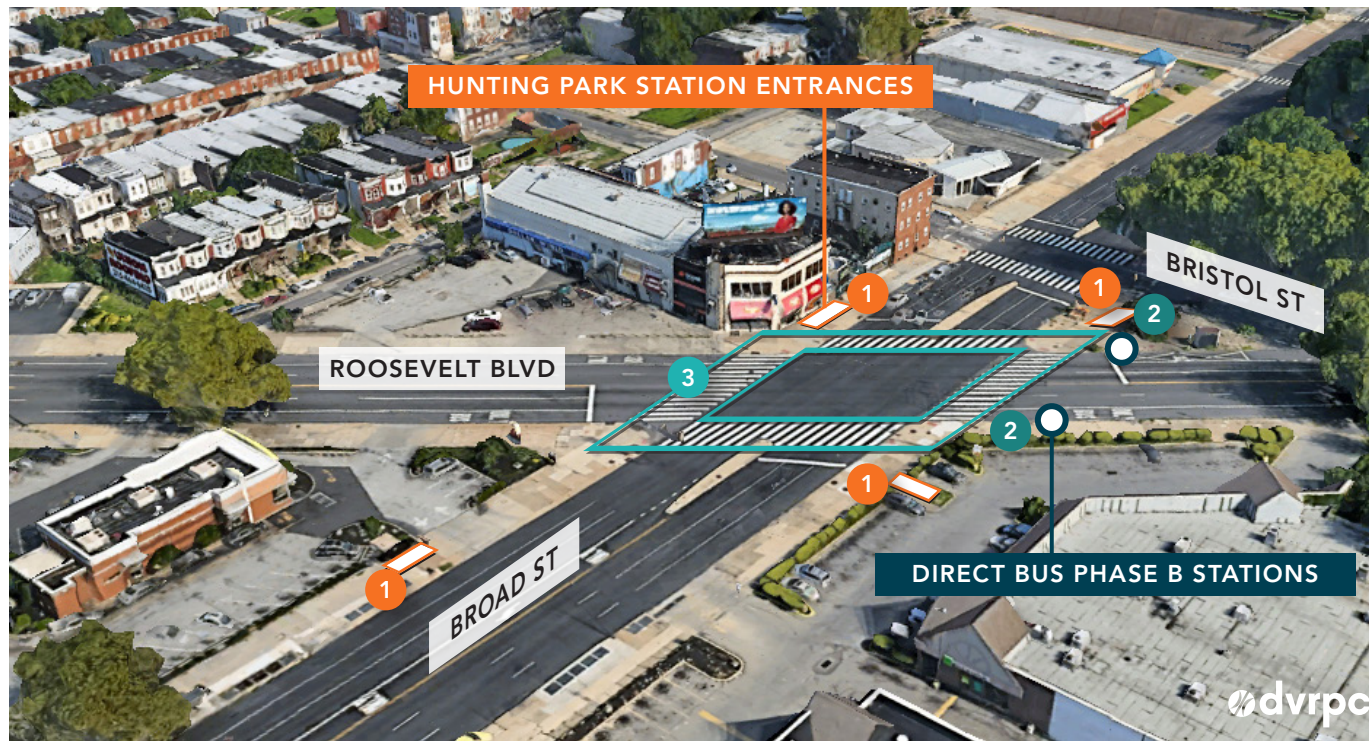 HUNTING PARK STATION ENTRANCES
1
1
BRISTOL ST
2
ROOSEVELT BLVD
3
2
1
DIRECT BUS PHASE B STATIONS
1
BROAD ST
dvrpc